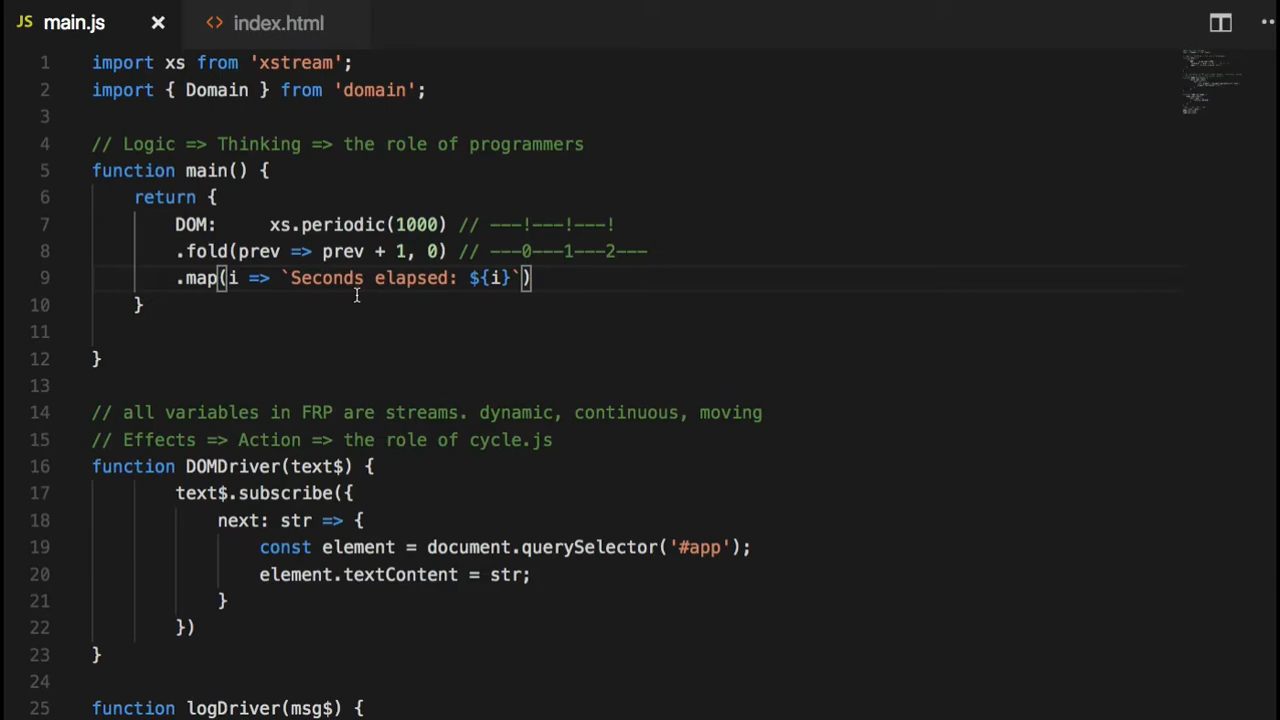 JS main.js × <> index.html
1 import xs from 'xstream';
2 import { Domain } from 'domain';
3
4 // Logic => Thinking => the role of programmers
5 function main() {
6 return {
7 DOM: xs.periodic(1000) // ---!---!---!
8 .fold(prev => prev + 1, 0) // ---0---1---2---
9 .map(i => `Seconds elapsed: ${i}`)
10 }
11
12 }
13
14 // all variables in FRP are streams. dynamic, continuous, moving
15 // Effects => Action => the role of cycle.js
16 function DOMDriver(text$) {
17 text$.subscribe({
18 next: str => {
19 const element = document.querySelector('#app');
20 element.textContent = str;
21 }
22 })
23 }
24
25 function logDriver(msg$) {